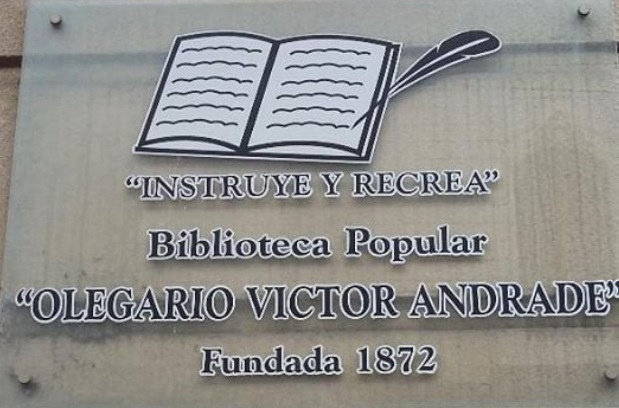 "INSTRUYE Y RECREA"
Biblioteca Popular
"OLEGARIO VICTOR ANDRADE"
Fundada 1872